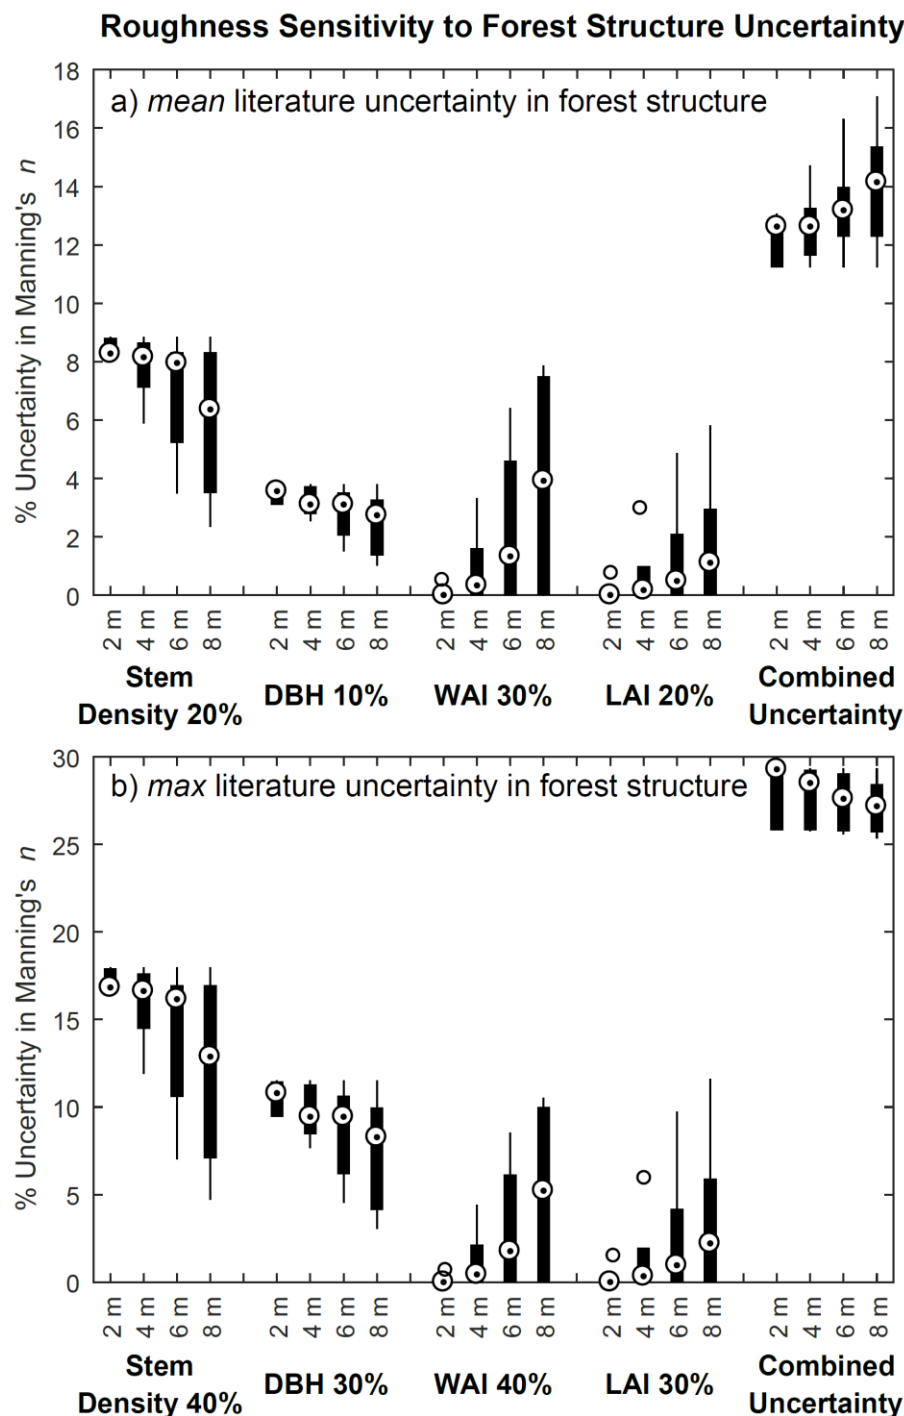 Roughness Sensitivity to Forest Structure Uncertainty
a) mean literature uncertainty in forest structure
% Uncertainty in Manning's n
18
16
14
12
10
8
6
4
2
0
2 m 4 m 6 m 8 m 2 m 4 m 6 m 8 m 2 m 4 m 6 m 8 m 2 m 4 m 6 m 8 m 2 m 4 m 6 m 8 m
Stem
Density 20%
DBH 10%
WAI 30%
LAI 20%
Combined
Uncertainty
b) max literature uncertainty in forest structure
% Uncertainty in Manning's n
30
25
20
15
10
5
0
2 m 4 m 6 m 8 m 2 m 4 m 6 m 8 m 2 m 4 m 6 m 8 m 2 m 4 m 6 m 8 m 2 m 4 m 6 m 8 m
Stem
Density 40%
DBH 30%
WAI 40%
LAI 30%
Combined
Uncertainty